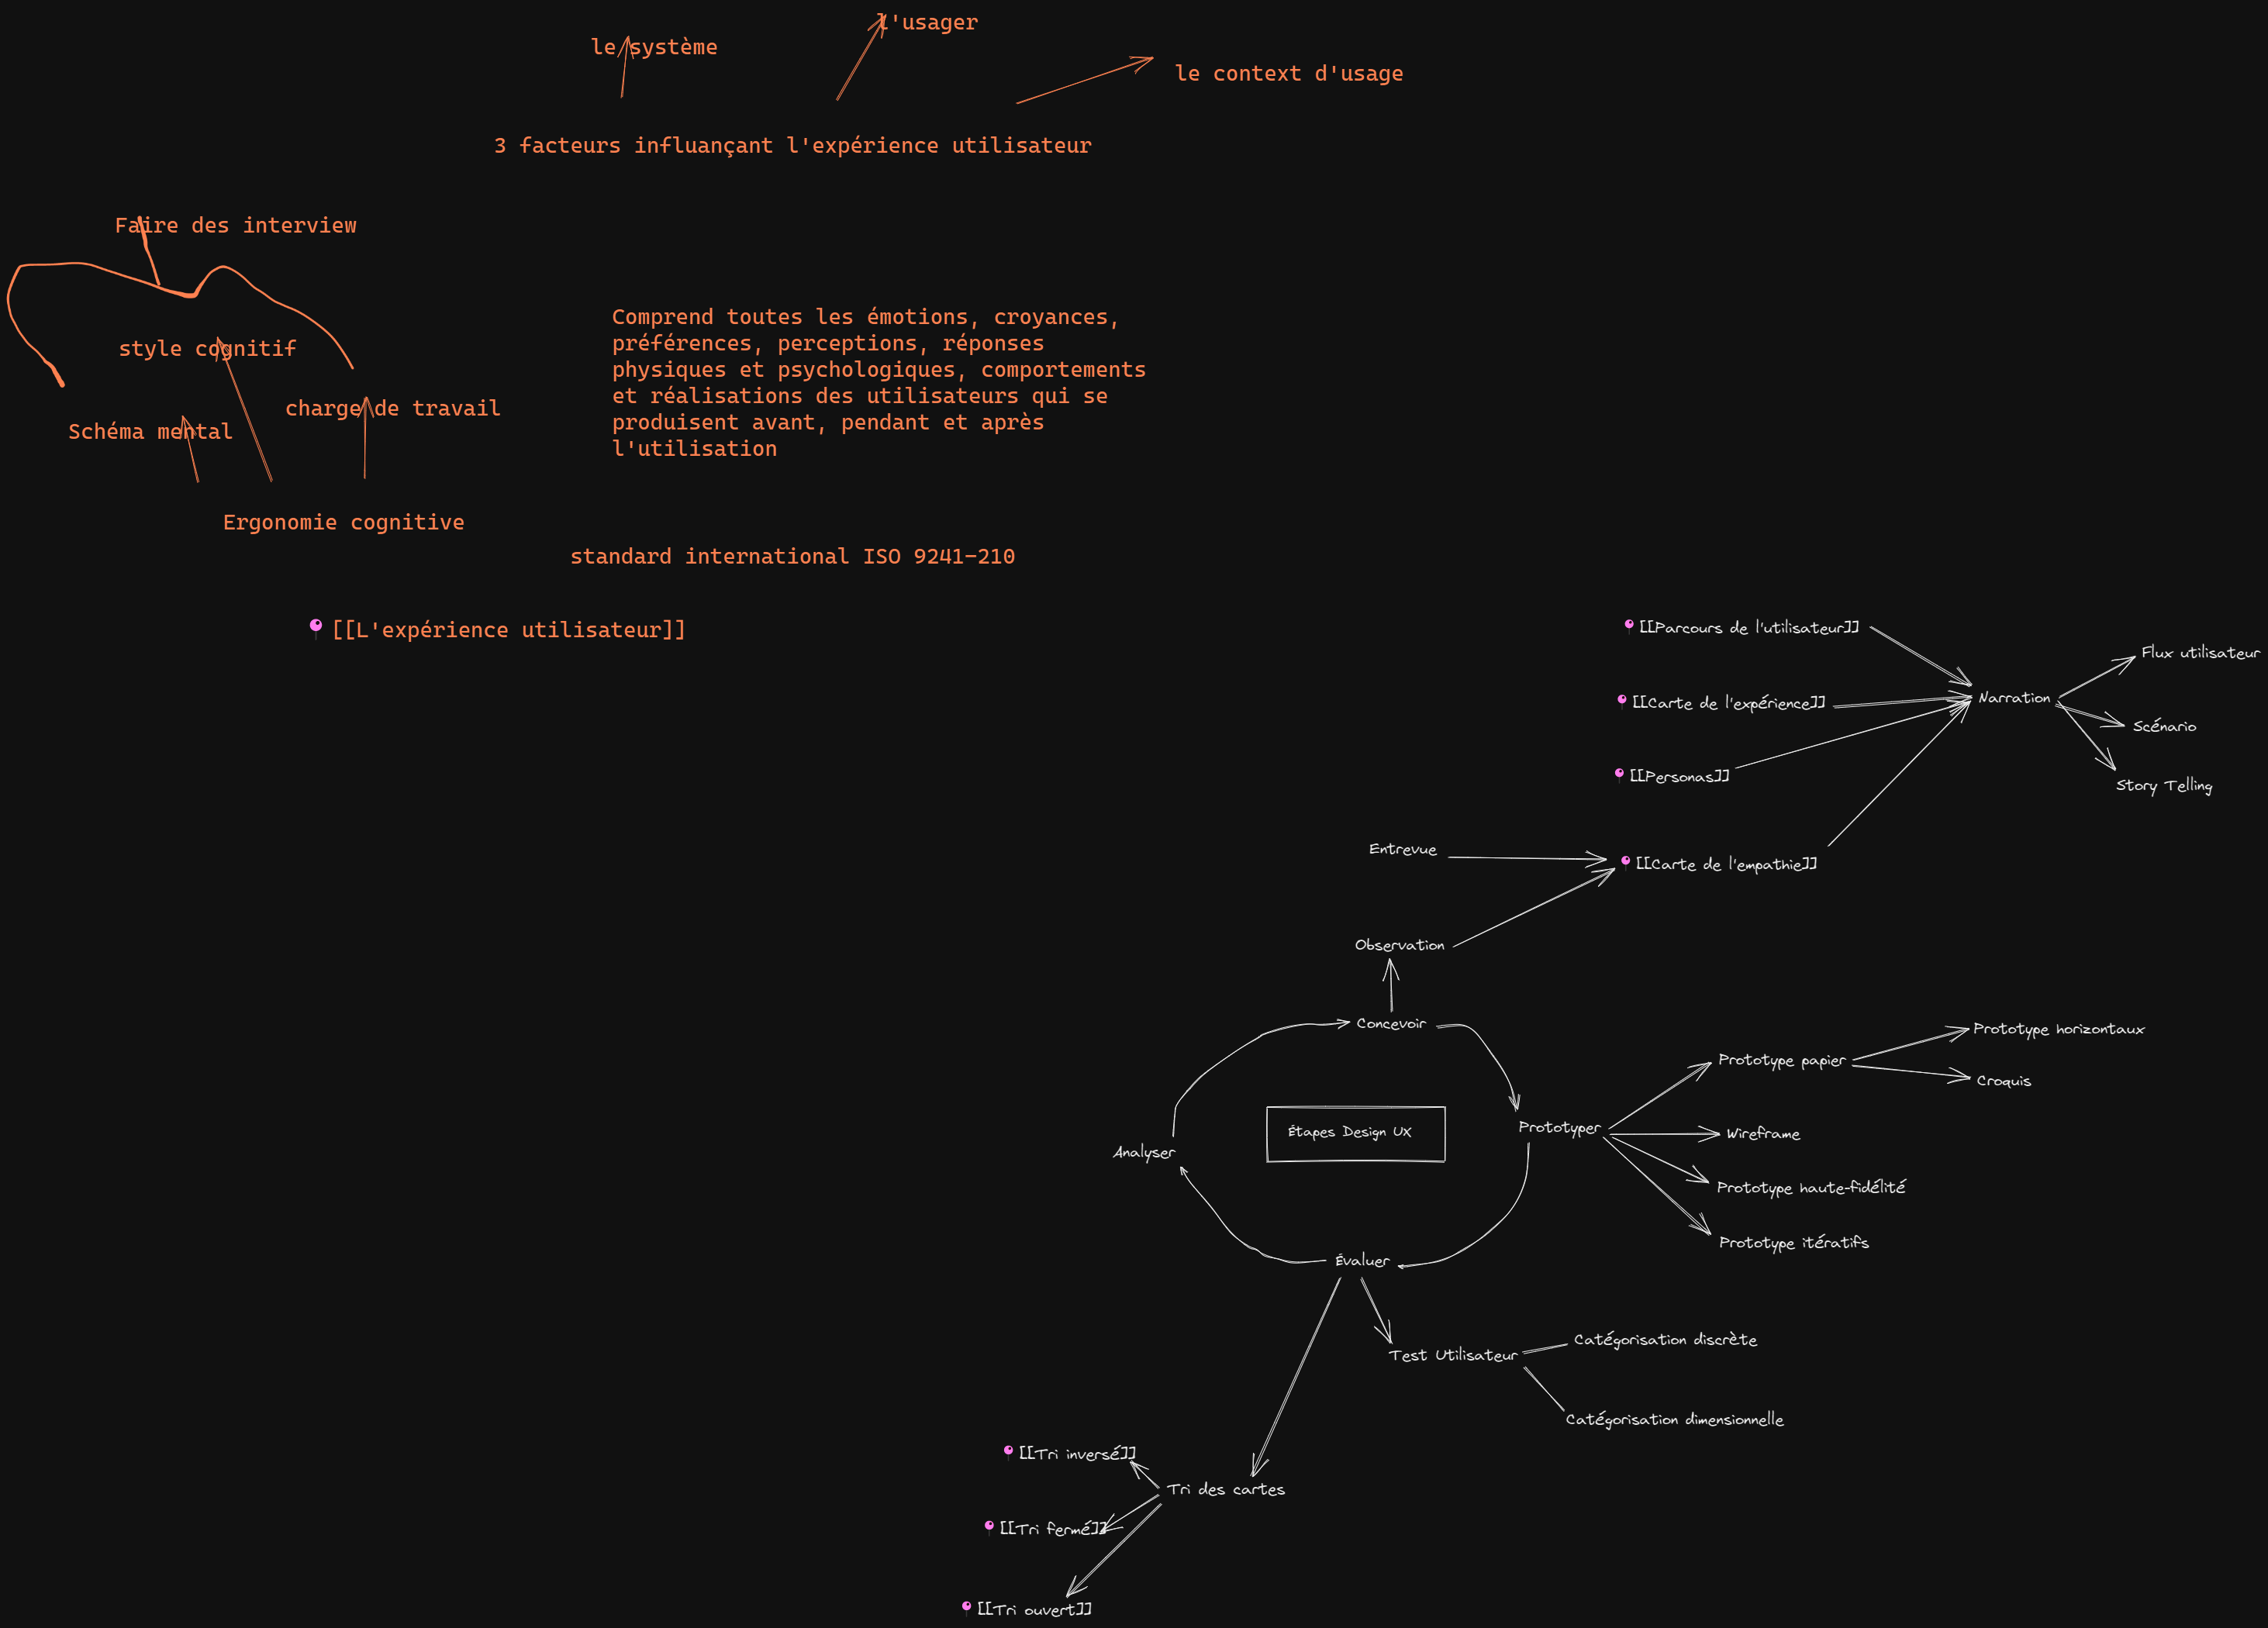 l'usager
le système
le context d'usage
3 facteurs influançant l'expérience utilisateur
Faire des interview
Comprend toutes les émotions, croyances,
préférences, perceptions, réponses
physiques et psychologiques, comportements
et réalisations des utilisateurs qui se
produisent avant, pendant et après
l'utilisation
style cognitif
charge de travail
Schéma mental
Ergonomie cognitive
standard international ISO 9241-210
[[L'expérience utilisateur]]
[[Parcours de l'utilisateur]]
Flux utilisateur
Narration
[[Carte de l'expérience]]
Scénario
[[Personas]]
Story Telling
Entrevue
[[Carte de l'empathie]]
Observation
Concevoir
Prototype horizontaux
Prototype papier
Croquis
Étapes Design UX
Prototyper
Wireframe
Analyser
Prototype haute-fidélité
Prototype itératifs
Évaluer
Catégorisation discrète
Test Utilisateur
Catégorisation dimensionnelle
[[Tri inversé]]
Tri des cartes
[[Tri fermé]]
[[Tri ouvert]]